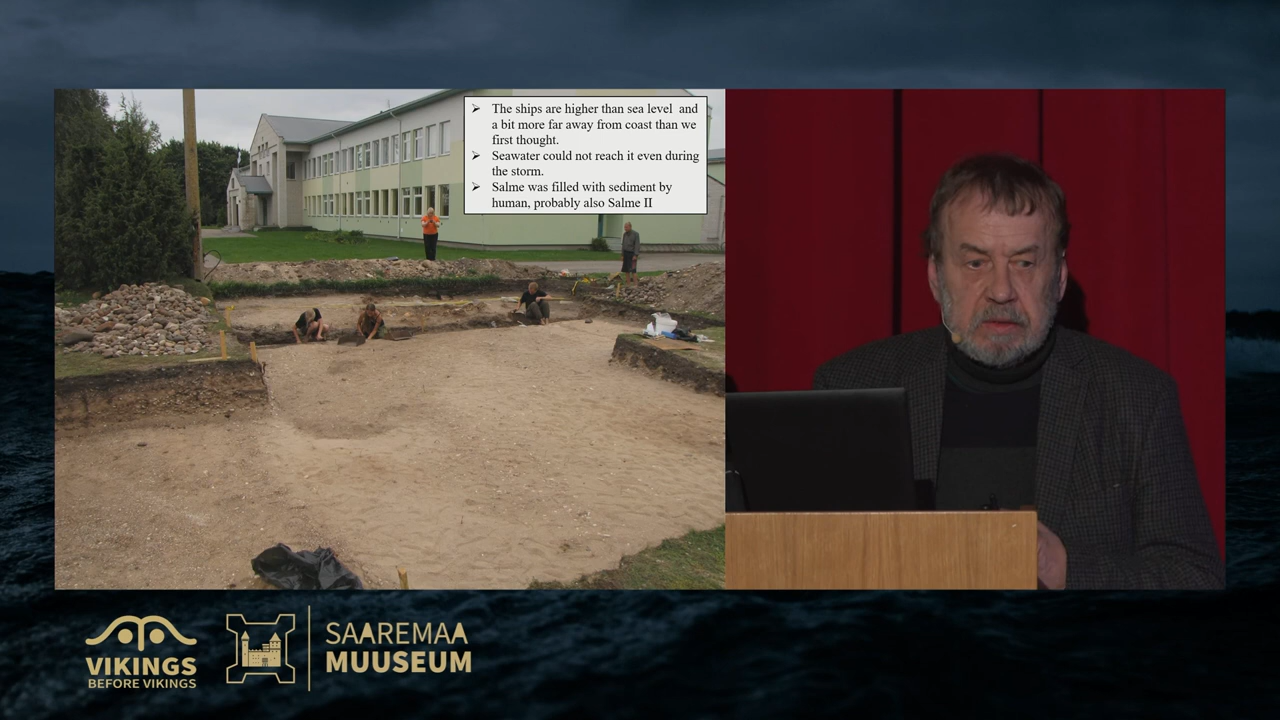 ➢ The ships are higher than sea level and
a bit more far away from coast than we
first thought.
➢ Seawater could not reach it even during
the storm.
➢ Salme was filled with sediment by
human, probably also Salme II
VIKINGS
BEFORE VIKINGS
SAAREMAA
MUUSEUM